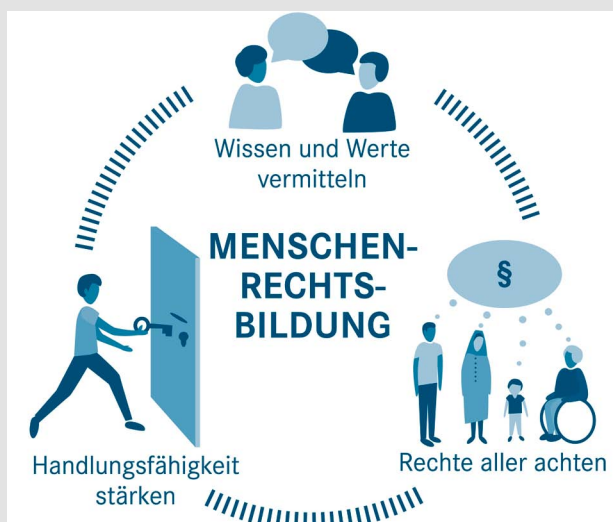 Wissen und Werte
vermitteln
MENSCHEN-
RECHTS-
BILDUNG
§
Handlungsfähigkeit
stärken
Rechte aller achten